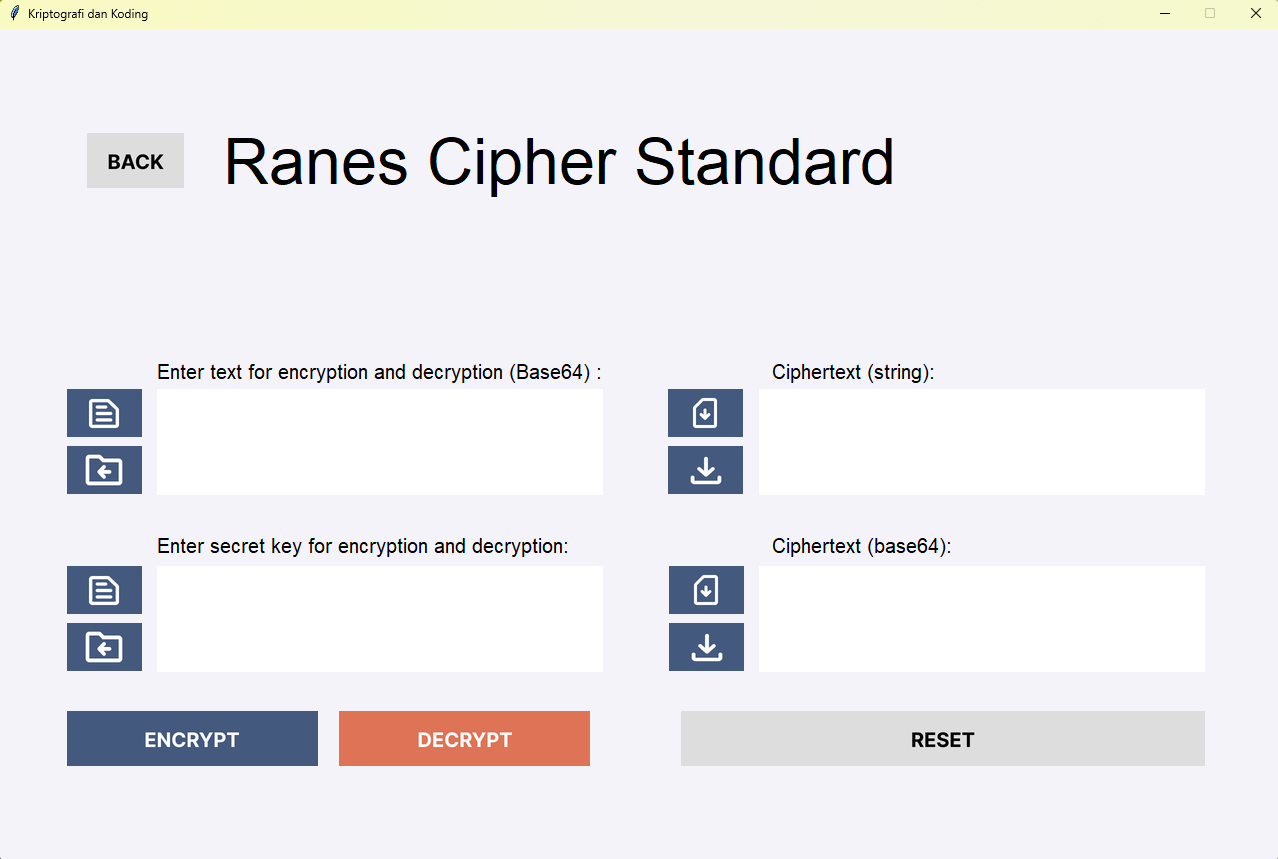 Kriptografi dan Koding
BACK
Ranes Cipher Standard
Enter text for encryption and decryption (Base64) :
Ciphertext (string):
Enter secret key for encryption and decryption:
Ciphertext (base64):
ENCRYPT
DECRYPT
RESET